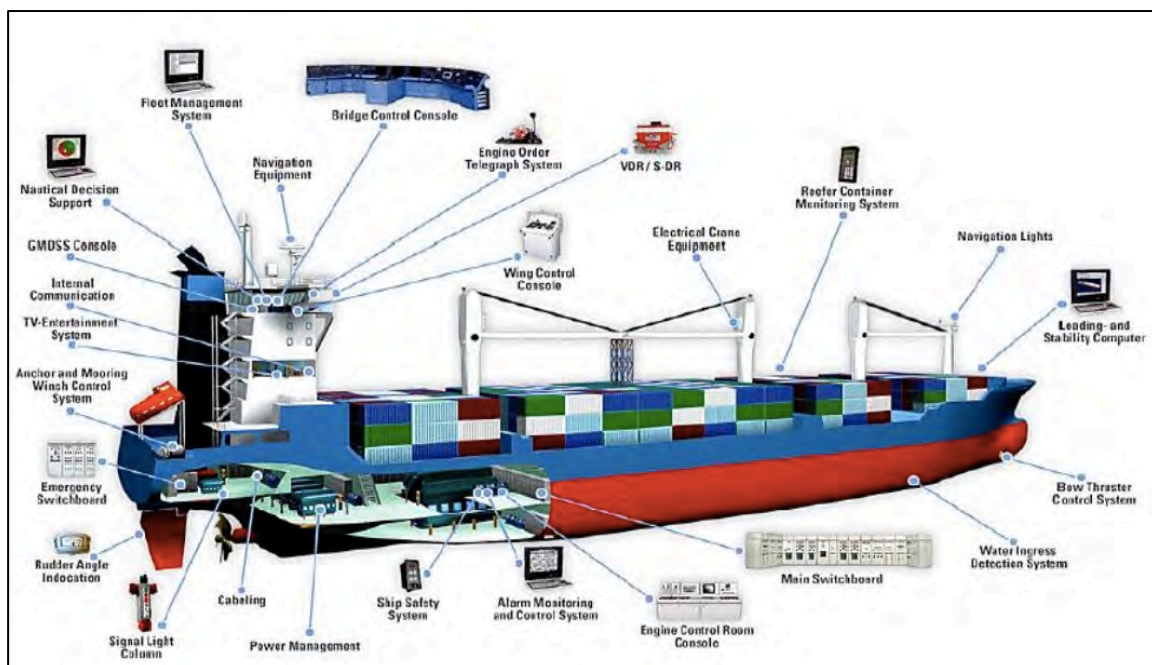 Fleet Management
System
Bridge Control Console
Engino Order
Telegraph System
VDR / S-DR
Nautical Decision
Support
Navigation
Equipment
Reefer Container
Monitoring System
GMDSS Console
Electrical Crane
Equipment
Navigation Lights
Wing Control
Console
Internal
Communication
TV-Entertainment
System
Leading- and
Stability Computer
Anchor and Mooring
Winsh Control
System
Emergency
Switchboard
Bow Thruster
Control System
Rudder Angle
Indocation
Water Ingress
Detection System
Main Switchboard
Cabeling
Ship Safety
System
Alarm Monitoring
and Control System
Engine Control Room
Console
Signal Light
Column
Power Management